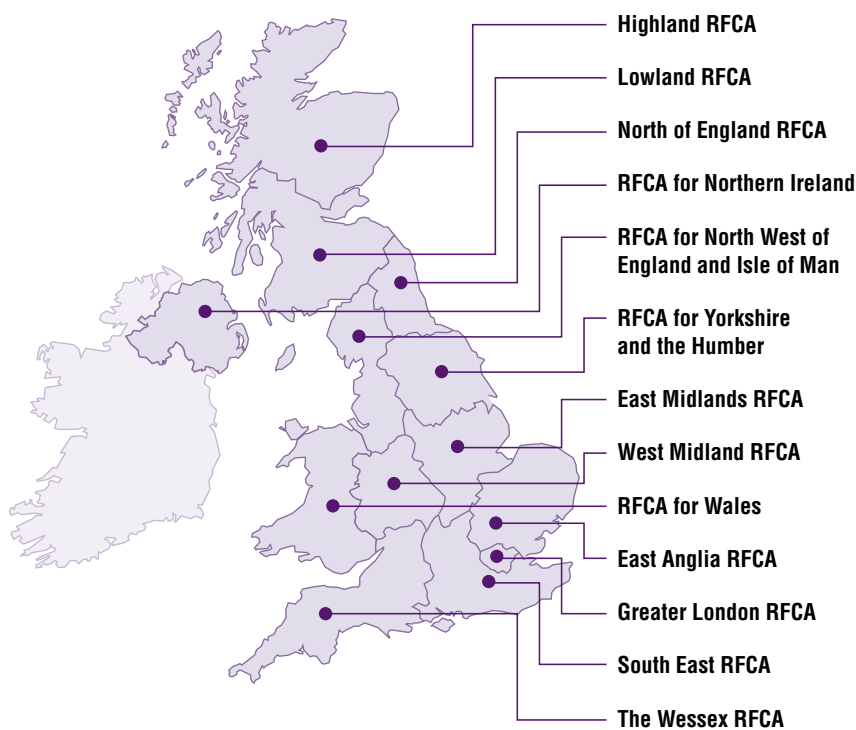 Highland RFCA
Lowland RFCA
North of England RFCA
RFCA for Northern Ireland
RFCA for North West of
England and Isle of Man
RFCA for Yorkshire
and the Humber
East Midlands RFCA
West Midland RFCA
RFCA for Wales
East Anglia RFCA
Greater London RFCA
South East RFCA
The Wessex RFCA